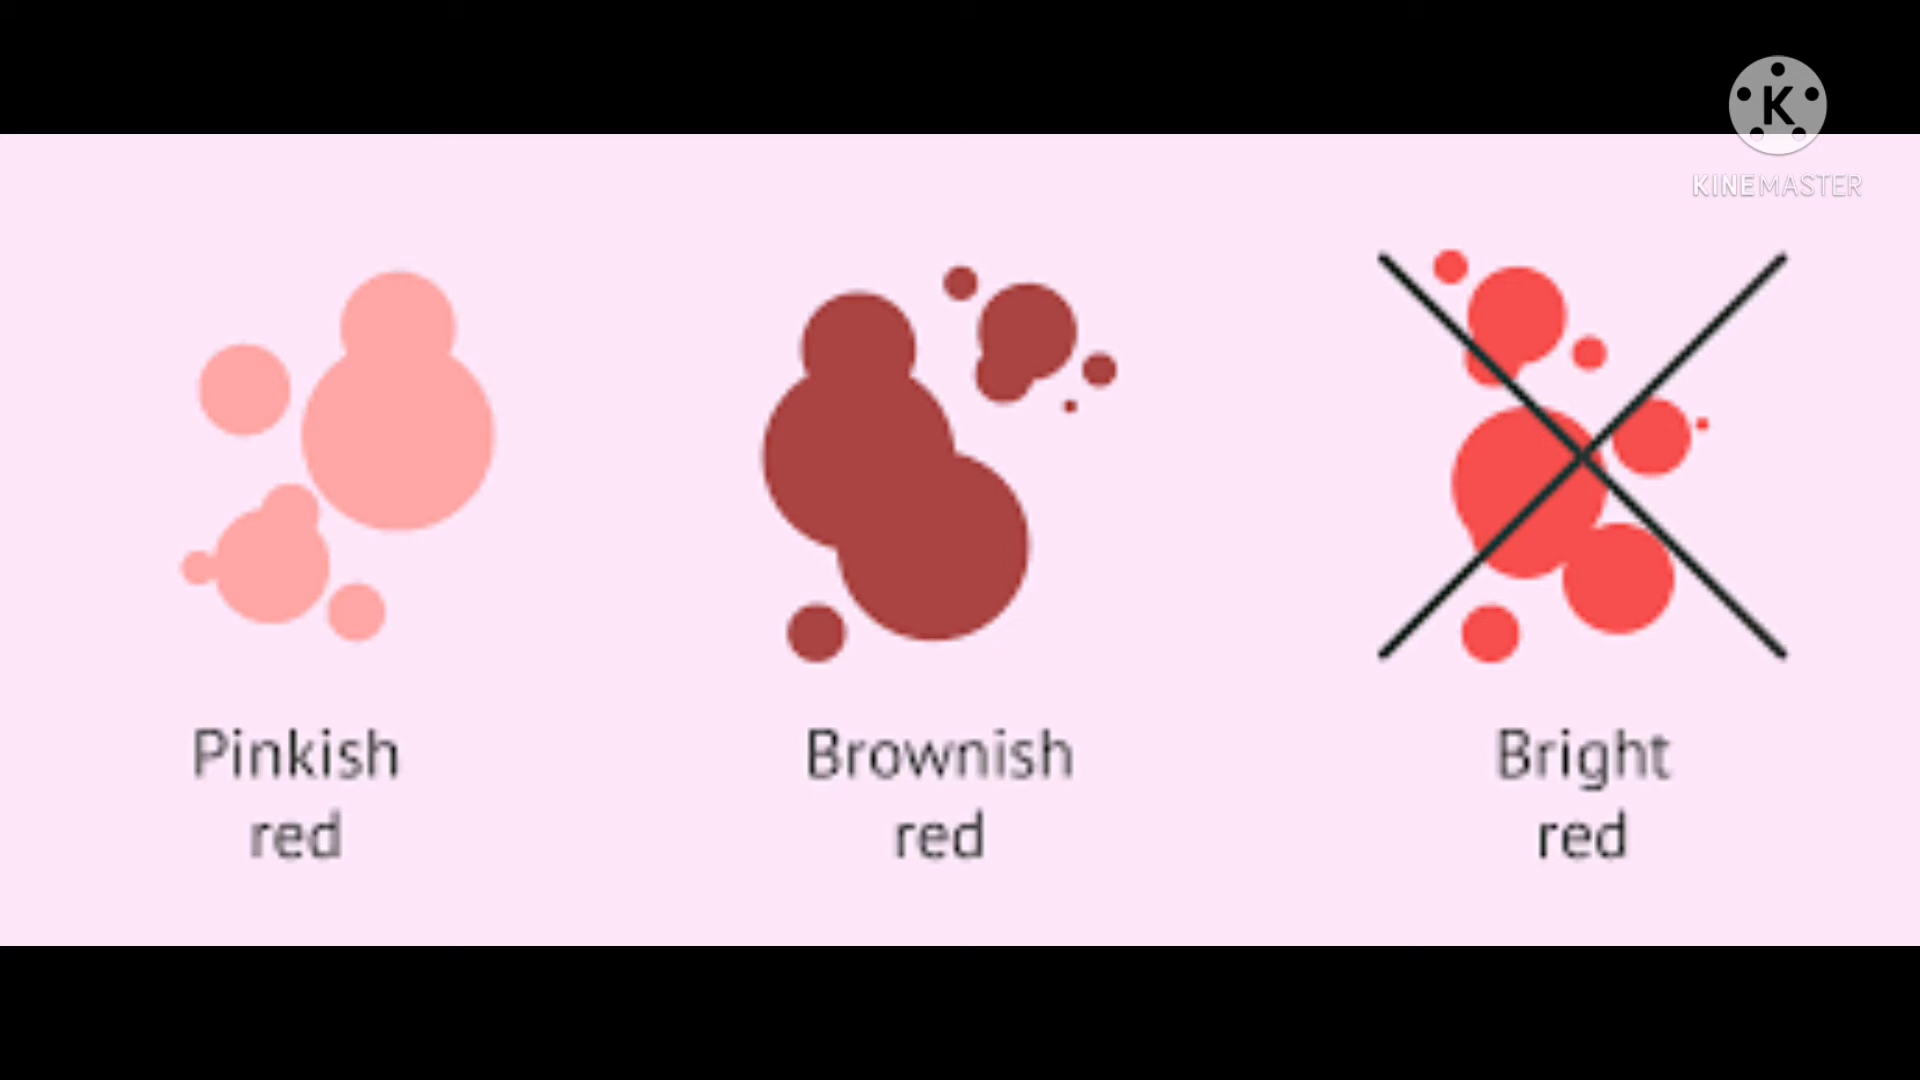 K
KINEMASTER
Pinkish
red
Brownish
red
Bright
red